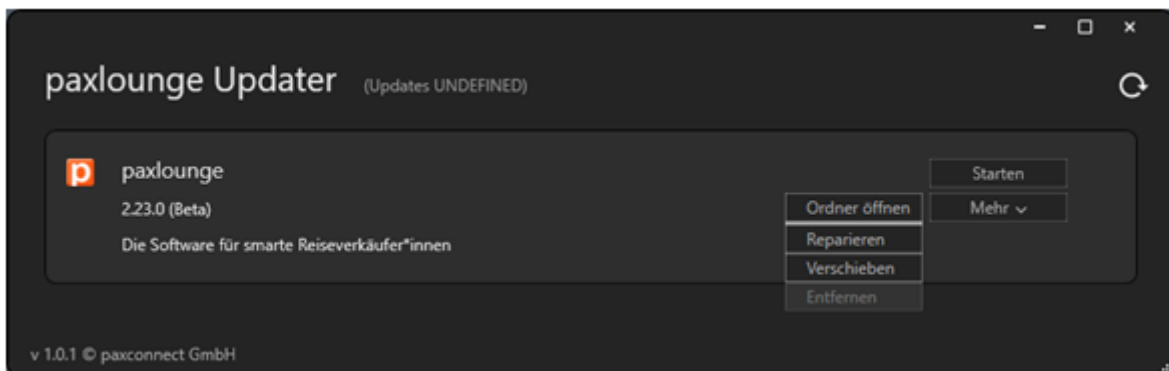 paxlounge Updater (Updates UNDEFINED)
p paxlounge Starten
2.23.0 (Beta) Ordner öffnen Mehr
Reparieren
Die Software für smarte Reiseverkäufer*innen
Verschieben
Entfernen
v 1.0.1 © paxconnect GmbH